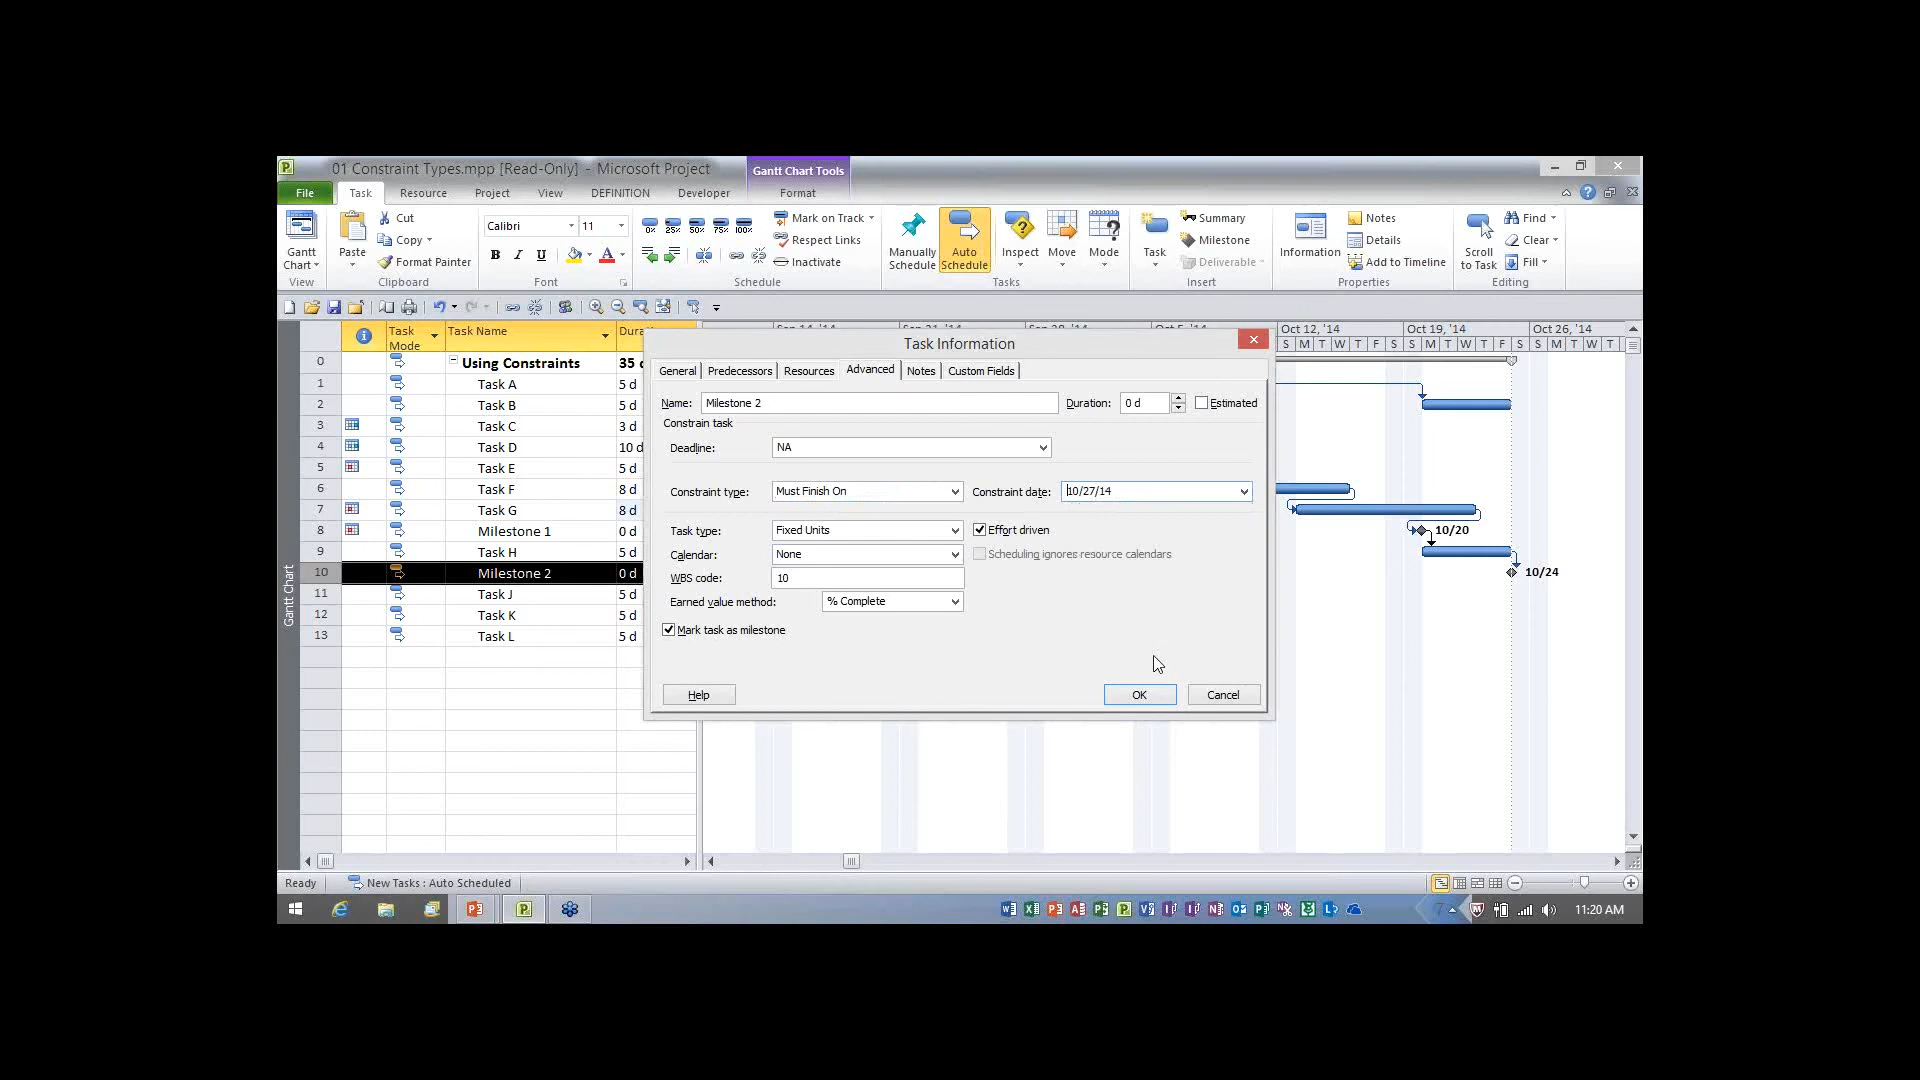 01 Constraint Types.mpp [Read-Only] - Microsoft Project
Gantt Chart Tools
File Task Resource Project View DEFINITION Developer Format
Gantt Chart
View
Paste
Cut
Copy
Format Painter
Clipboard
Calibri 11
B I U A
Font
0% 25% 50% 75% 100%
Mark on Track
Respect Links
Inactivate
Schedule
Manually Schedule
Auto Schedule
Inspect Move Mode
Tasks
Task
Summary
Milestone
Deliverable
Insert
Information
Notes
Details
Add to Timeline
Properties
Scroll to Task
Find
Clear
Fill
Editing
Task Mode Task Name
0 Using Constraints 35 d
1 Task A 5 d
2 Task B 5 d
3 Task C 3 d
4 Task D 10 d
5 Task E 5 d
6 Task F 8 d
7 Task G 8 d
8 Milestone 1 0 d
9 Task H 5 d
10 Milestone 2 0 d
11 Task J 5 d
12 Task K 5 d
13 Task L 5 d
Gantt Chart
Oct 12, '14 Oct 19, '14 Oct 26, '14
S M T W T F S S M T W T F S S M T W T
10/20
10/24
Task Information
General Predecessors Resources Advanced Notes Custom Fields
Name: Milestone 2 Duration: 0 d Estimated
Constrain task
Deadline: NA
Constraint type: Must Finish On Constraint date: 10/27/14
Task type: Fixed Units Effort driven
Calendar: None Scheduling ignores resource calendars
WBS code: 10
Earned value method: % Complete
Mark task as milestone
Help OK Cancel
Ready New Tasks : Auto Scheduled
11:20 AM